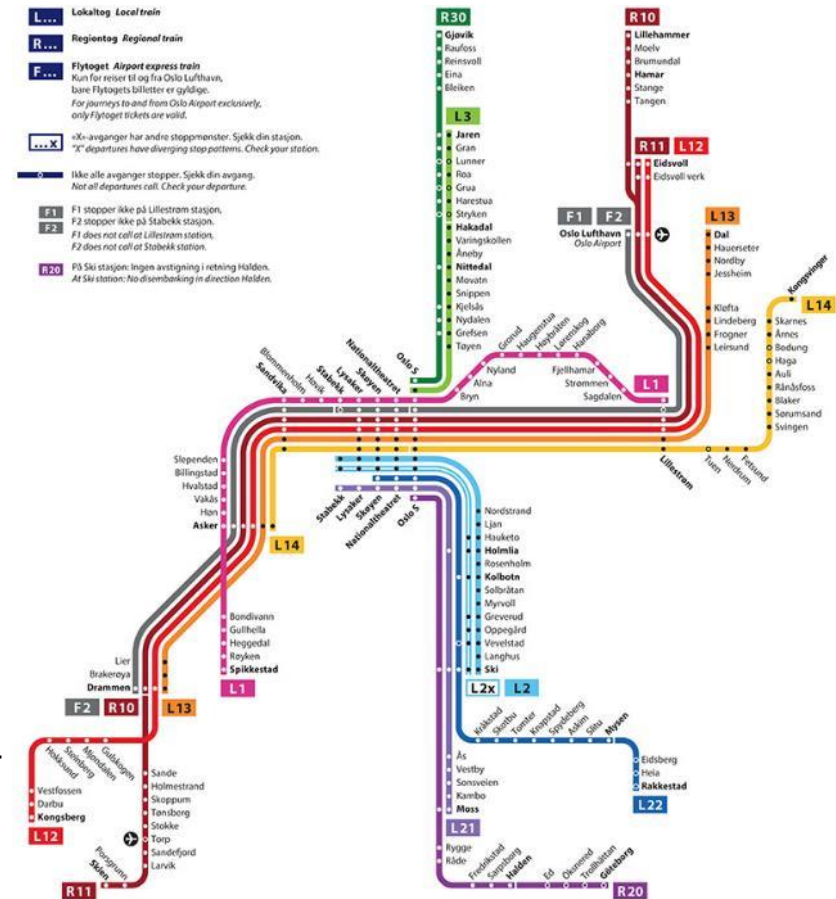 L...
Lokaltog Local train
R...
Regiontog Regional train
F...
Flytoget Airport express train
Kun for reiser til og fra Oslo Lufthavn,
bare Flytogets billetter er gyldige.
For journeys to and from Oslo Airport exclusively,
only Flytoget tickets are valid.
...x
«X»-avganger har andre stoppmønster. Sjekk din stasjon.
"X" departures have diverging stop patterns. Check your station.
Ikke alle avganger stopper. Sjekk din avgang.
Not all departures call. Check your departure.
F1
F1 stopper ikke på Lillestrøm stasjon.
F2
F2 stopper ikke på Stabekk stasjon.
F1 does not call at Lillestrøm station,
F2 does not call at Stabekk station.
R20
På Ski stasjon: Ingen avstigning i retning Halden.
At Ski station: No disembarking in direction Halden.
R30
Gjøvik
Raufoss
Reinsvoll
Eina
Bleiken
L3
Jaren
Gran
Lunner
Roa
Grua
Harestua
Stryken
Hakadal
Varingskollen
Åneby
Nittedal
Movatn
Snippen
Kjelsås
Nydalen
Grefsen
Tøyen
R10
Lillehammer
Moelv
Brumunddal
Hamar
Stange
Tangen
R11 L12
Eidsvoll
Eidsvoll verk
F1 F2
Oslo Lufthavn
Oslo Airport
L13
Dal
Hauerseter
Nordby
Jessheim
Kløfta
Lindeberg
Frogner
Leirsund
Kongsvinger
L14
Skarnes
Årnes
Bodung
Haga
Auli
Rånåsfoss
Blaker
Sørumsand
Svingen
Fetsund
Nerdrum
Tuen
Lillestrøm
L1
Sagdalen
Strømmen
Fjellhamar
Hanaborg
Lørenskog
Høybråten
Haugenstua
Grorud
Nyland
Alna
Bryn
Oslo S
Nationaltheatret
Skøyen
Lysaker
Stabekk
Høvik
Blommenholm
Sandvika
Slependen
Billingstad
Hvalstad
Vakås
Høn
Asker
L14
Bondivann
Gullhella
Heggedal
Røyken
Spikkestad
L1
Lier
Brakerøya
Drammen
F2 R10 L13
Gulskogen
Mjøndalen
Steinberg
Hokksund
Vestfossen
Darbu
Kongsberg
L12
Sande
Holmestrand
Skoppum
Tønsberg
Stokke
Torp
Sandefjord
Larvik
Porsgrunn
Skien
R11
Stabekk
Lysaker
Skøyen
Nationaltheatret
Oslo S
Nordstrand
Ljan
Hauketo
Holmlia
Rosenholm
Kolbotn
Solbråtan
Myrvoll
Greverud
Oppegård
Vevelstad
Langhus
Ski
L2x L2
Kråkstad
Skotbu
Tomter
Knapstad
Spydeberg
Askim
Slitu
Mysen
Eidsberg
Heia
Rakkestad
L22
Ås
Vestby
Sonsveien
Kambo
Moss
L21
Rygge
Råde
Fredrikstad
Sarpsborg
Halden
Ed
Öxnered
Trollhättan
Göteborg
R20